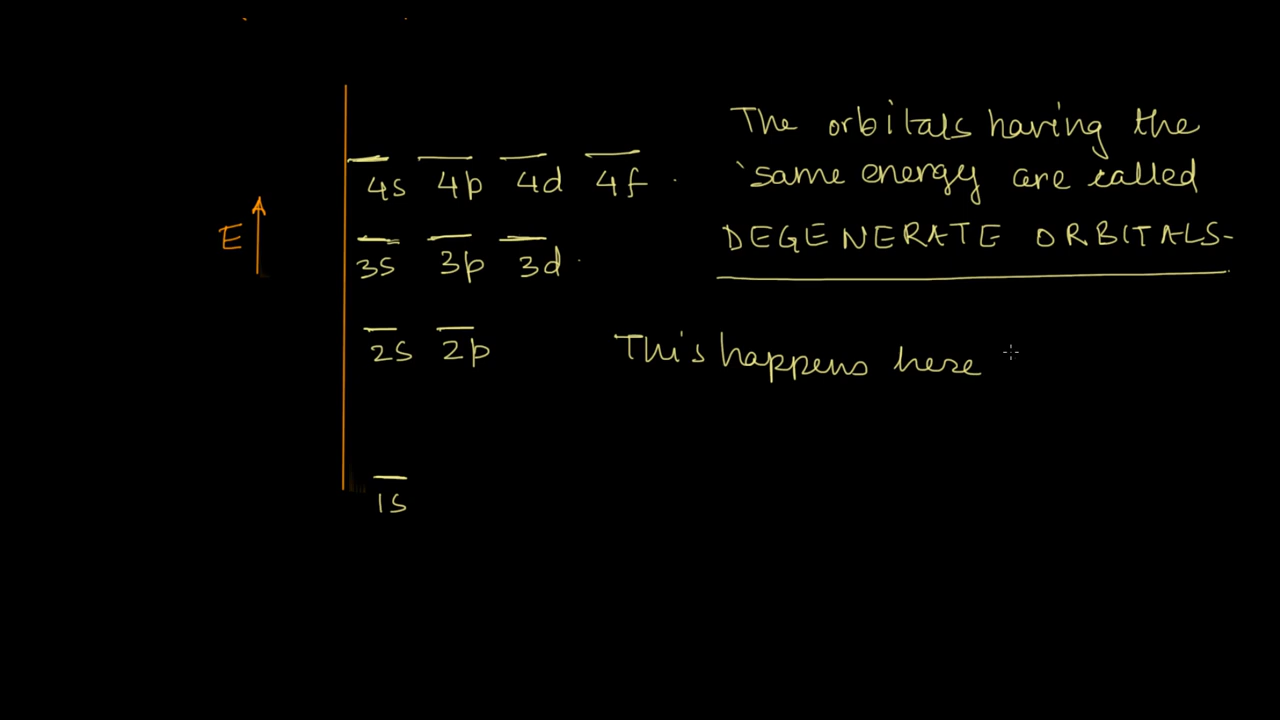 The orbitals having the
same energy are called
DEGENERATE ORBITALS-
4s 4p 4d 4f .
E
3s 3p 3d .
2s 2p
This happens here
1s